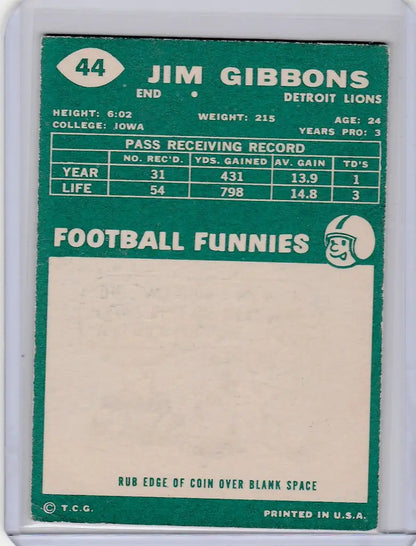 44 JIM GIBBONS
END • DETROIT LIONS
HEIGHT: 6:02 WEIGHT: 215 AGE: 24
COLLEGE: IOWA YEARS PRO: 3
PASS RECEIVING RECORD
NO. REC'D. YDS. GAINED AV. GAIN TD'S
YEAR 31 431 13.9 1
LIFE 54 798 14.8 3
FOOTBALL FUNNIES
RUB EDGE OF COIN OVER BLANK SPACE
© T.C.G. PRINTED IN U.S.A.